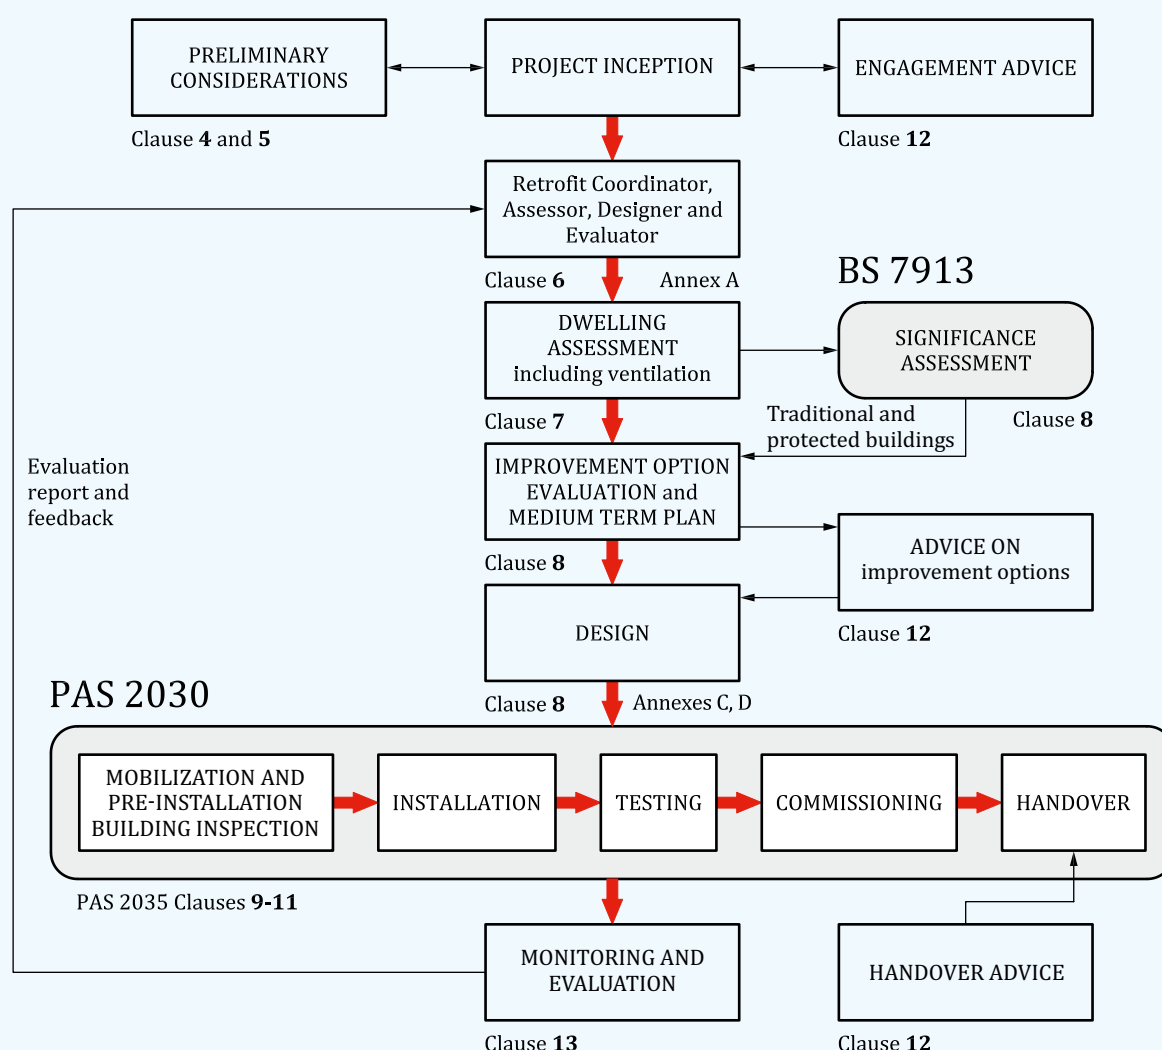 PRELIMINARY
CONSIDERATIONS
PROJECT INCEPTION
ENGAGEMENT ADVICE
Clause 4 and 5
Clause 12
Retrofit Coordinator,
Assessor, Designer and
Evaluator
Clause 6
Annex A
BS 7913
DWELLING
ASSESSMENT
including ventilation
SIGNIFICANCE
ASSESSMENT
Clause 7
Traditional and
protected buildings
Clause 8
Evaluation
report and
feedback
IMPROVEMENT OPTION
EVALUATION and
MEDIUM TERM PLAN
Clause 8
ADVICE ON
improvement options
Clause 12
DESIGN
Clause 8
Annexes C, D
PAS 2030
MOBILIZATION AND
PRE-INSTALLATION
BUILDING INSPECTION
INSTALLATION
TESTING
COMMISSIONING
HANDOVER
PAS 2035 Clauses 9-11
MONITORING AND
EVALUATION
HANDOVER ADVICE
Clause 13
Clause 12